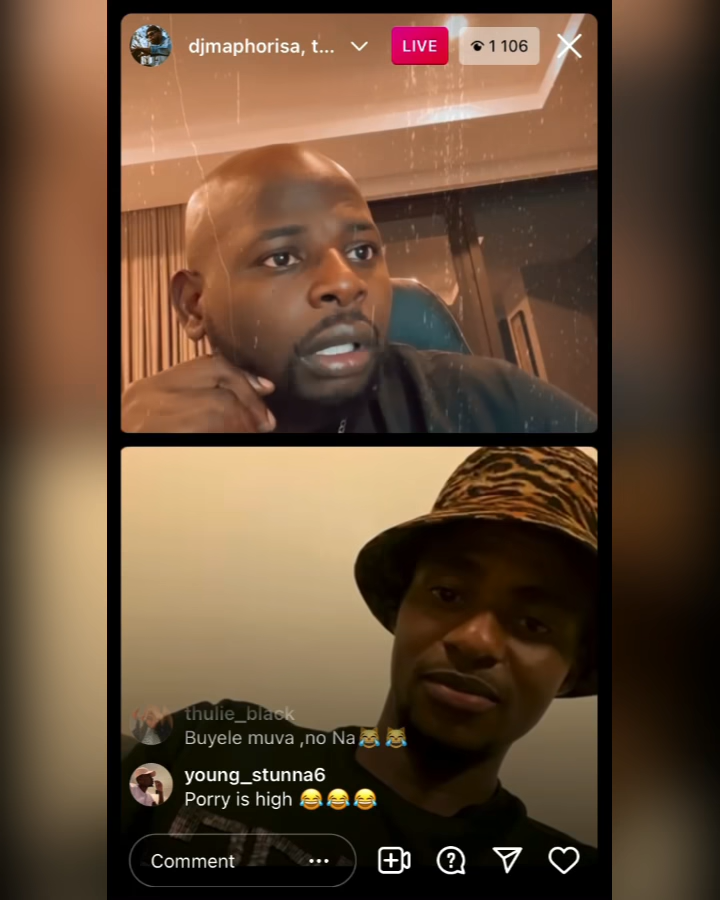 djmaphorisa, t...
LIVE
1 106
thulie_black
Buyele muva ,no Na😹😹
young_stunna6
Porry is high 😂😂😂
Comment